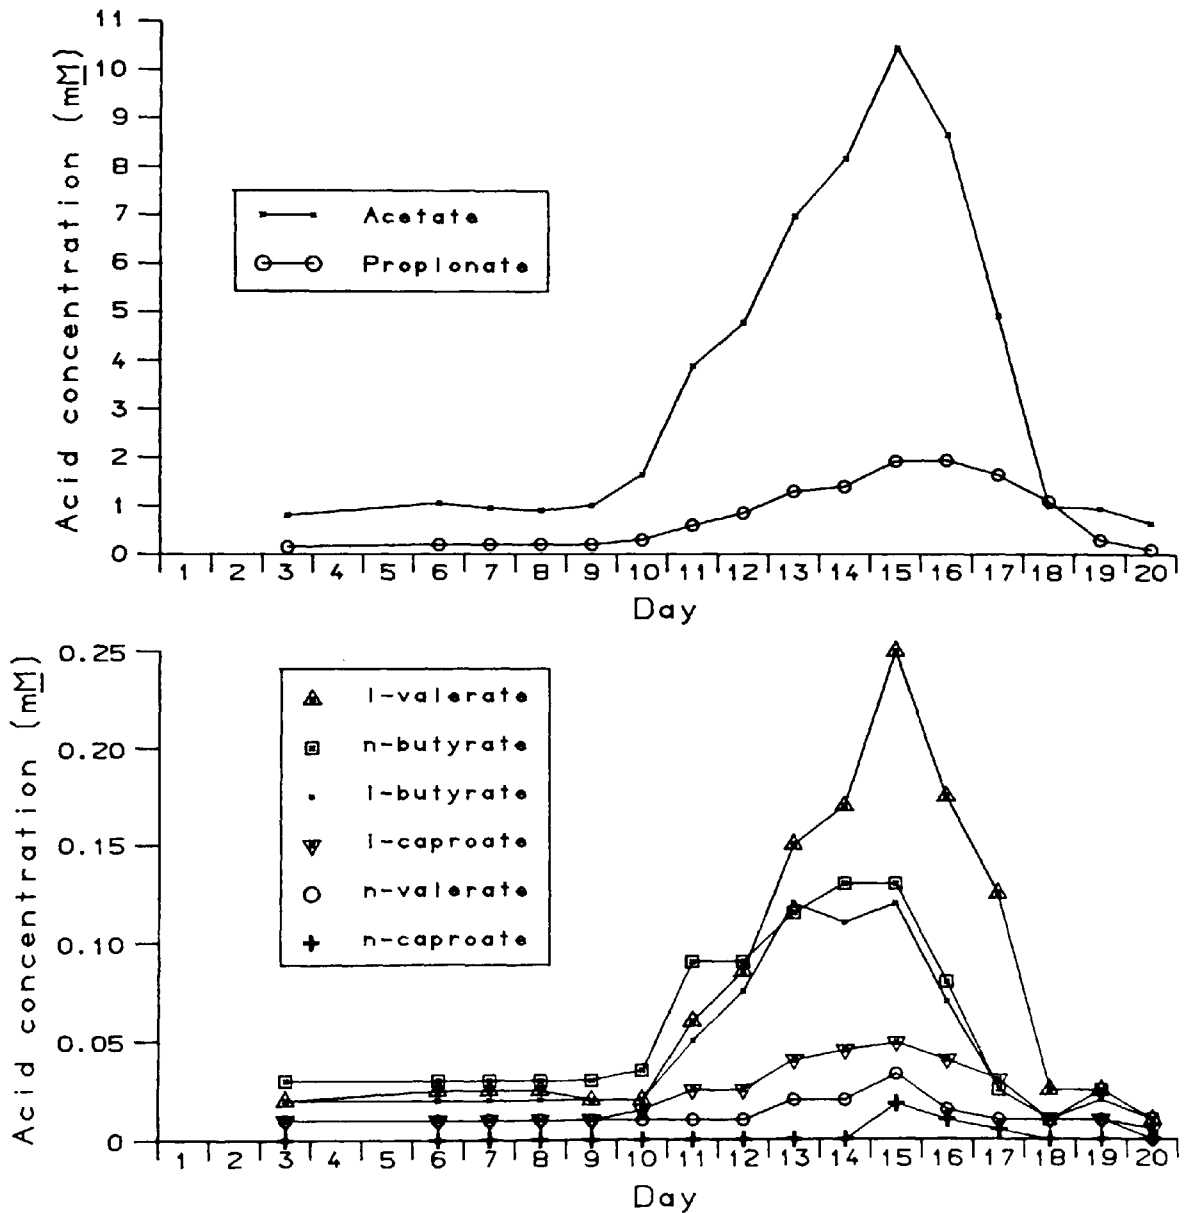 11
10
9
8
7
6
5
4
3
2
1
0
Acid concentration (mM)
Acetate
Propionate
1 2 3 4 5 6 7 8 9 10 11 12 13 14 15 16 17 18 19 20
Day
0.25
0.20
0.15
0.10
0.05
0
Acid concentration (mM)
i-valerate
n-butyrate
i-butyrate
i-caproate
n-valerate
n-caproate
1 2 3 4 5 6 7 8 9 10 11 12 13 14 15 16 17 18 19 20
Day